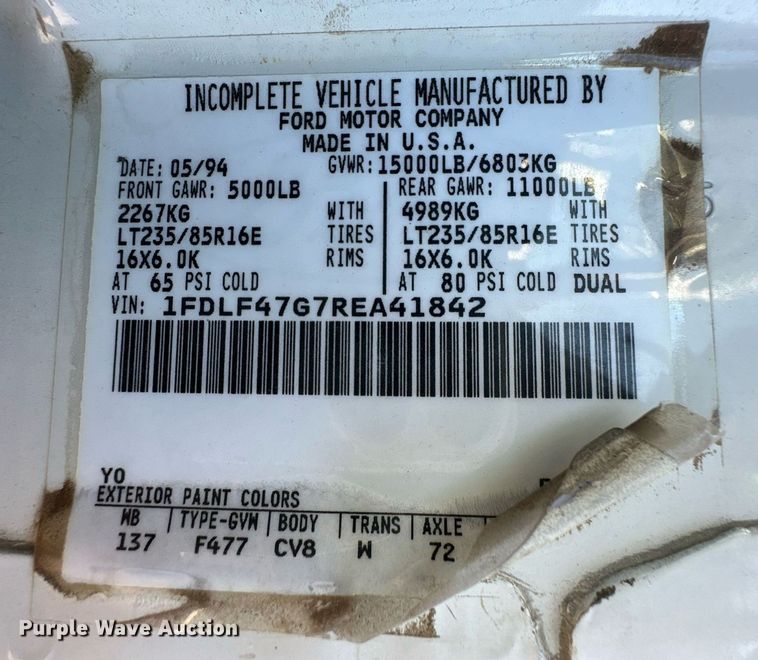 INCOMPLETE VEHICLE MANUFACTURED BY
FORD MOTOR COMPANY
MADE IN U.S.A.
DATE: 05/94 GVWR: 15000LB/6803KG
FRONT GAWR: 5000LB REAR GAWR: 11000LB
2267KG WITH 4989KG WITH
LT235/85R16E TIRES LT235/85R16E TIRES
16X6.0K RIMS 16X6.0K RIMS
AT 65 PSI COLD AT 80 PSI COLD DUAL
VIN: 1FDLF47G7REA41842
YO
EXTERIOR PAINT COLORS
WB TYPE-GVW BODY TRANS AXLE
137 F477 CV8 W 72
Purple Wave Auction